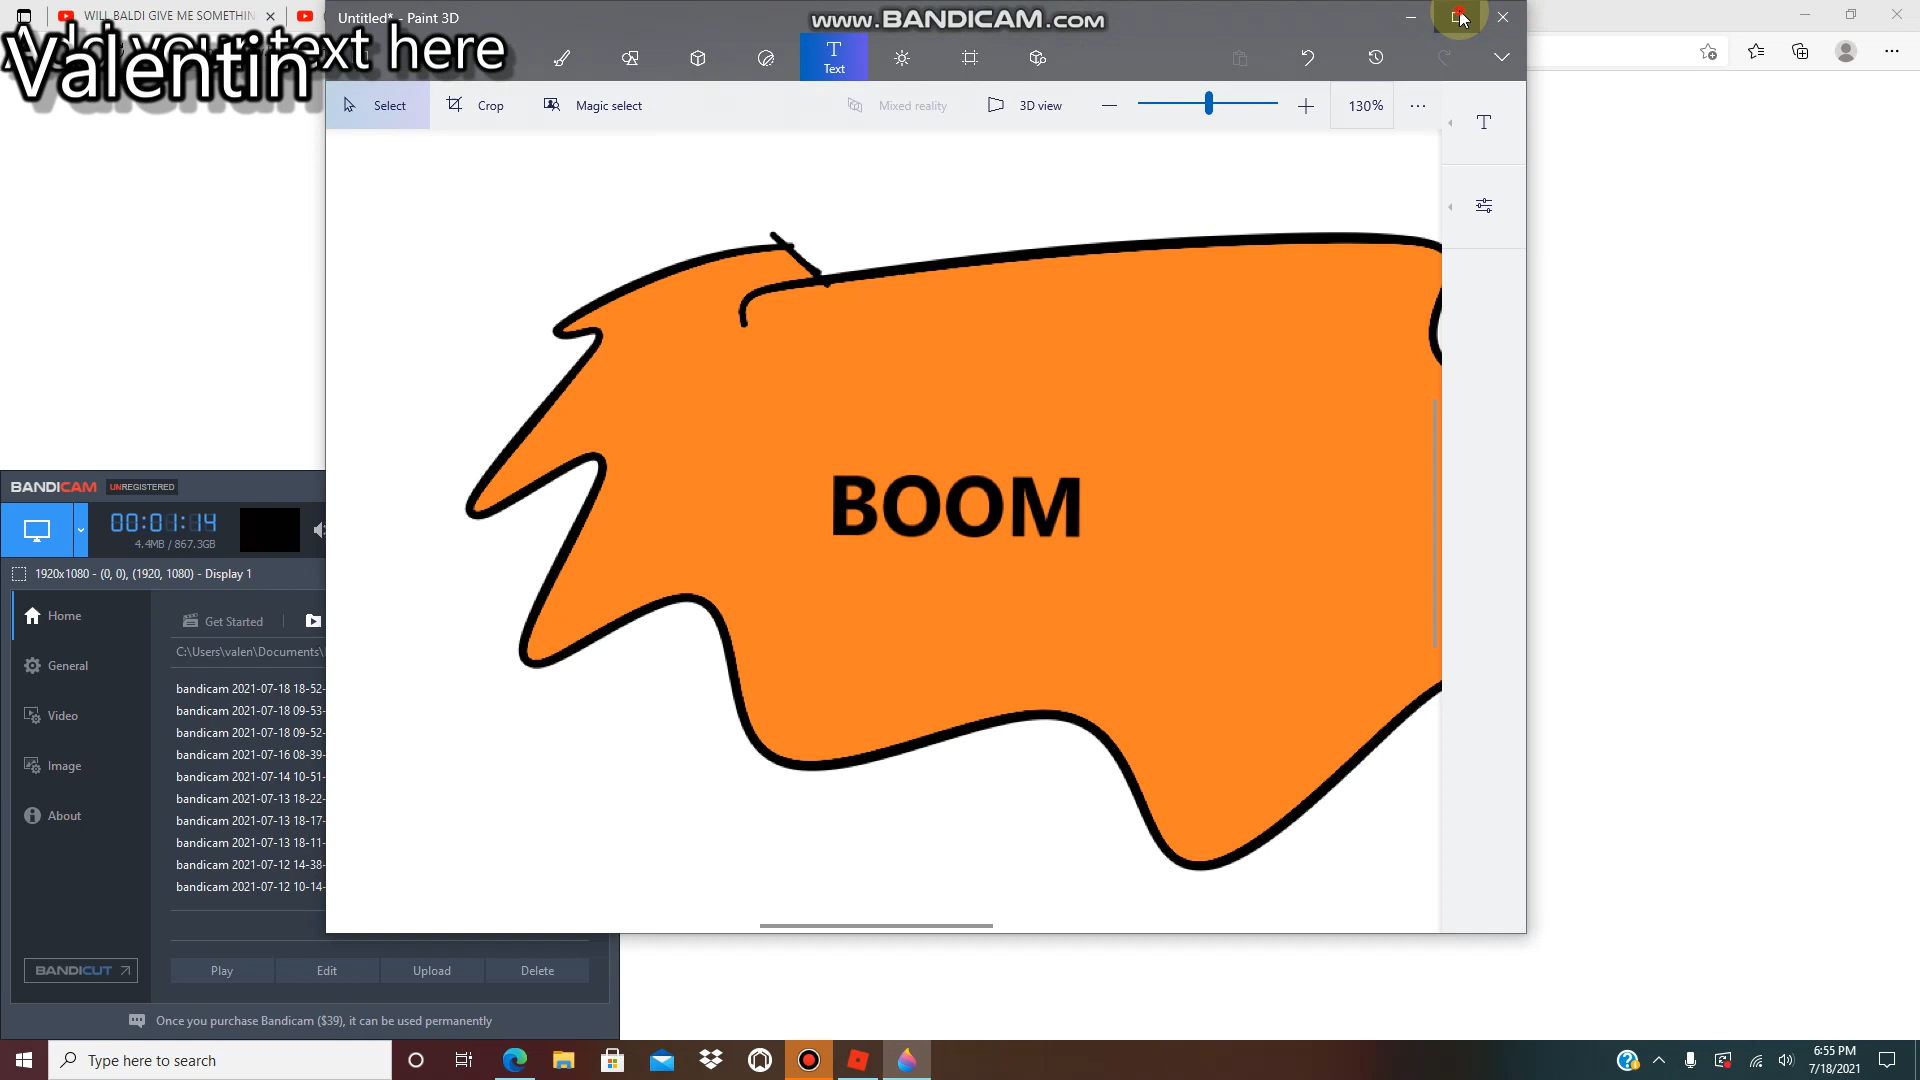 WILL BALDI GIVE ME SOMETHIN
Untitled* - Paint 3D
www.BANDICAM.com
your text here
Valentin
Text
Select
Crop
Magic select
Mixed reality
3D view
130%
BOOM
BANDICAM UNREGISTERED
00:01:14
4.4MB / 867.3GB
1920x1080 - (0, 0), (1920, 1080) - Display 1
Home
Get Started
C:\Users\valen\Documents\
General
bandicam 2021-07-18 18-52-
bandicam 2021-07-18 09-53-
Video
bandicam 2021-07-18 09-52-
bandicam 2021-07-16 08-39-
Image
bandicam 2021-07-14 10-51-
bandicam 2021-07-13 18-22-
About
bandicam 2021-07-13 18-17-
bandicam 2021-07-13 18-11-
bandicam 2021-07-12 14-38-
bandicam 2021-07-12 10-14-
BANDICUT
Play
Edit
Upload
Delete
Once you purchase Bandicam ($39), it can be used permanently
Type here to search
6:55 PM
7/18/2021